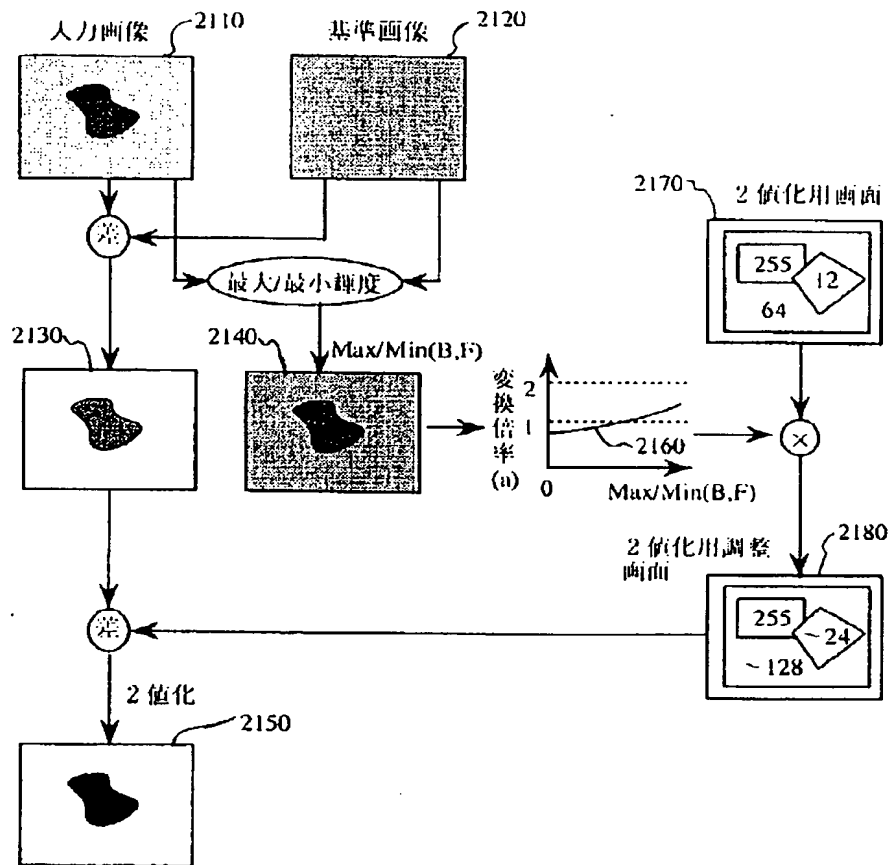 入力画像
2110
基準画像
2120
差
最大/最小輝度
2170
2 値化用画面
255
12
64
2130
2140
Max/Min(B,F)
変換倍率
(a)
2
1
0
2160
Max/Min(B,F)
×
2 値化用調整
画面
2180
255
~24
~128
差
2 値化
2150